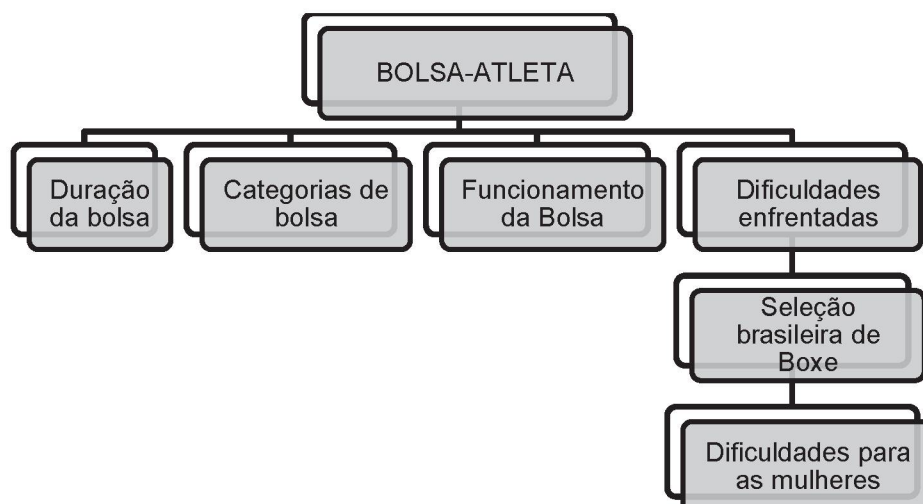 BOLSA-ATLETA
Duração
da bolsa
Categorias de
bolsa
Funcionamento
da Bolsa
Dificuldades
enfrentadas
Seleção
brasileira de
Boxe
Dificuldades para
as mulheres